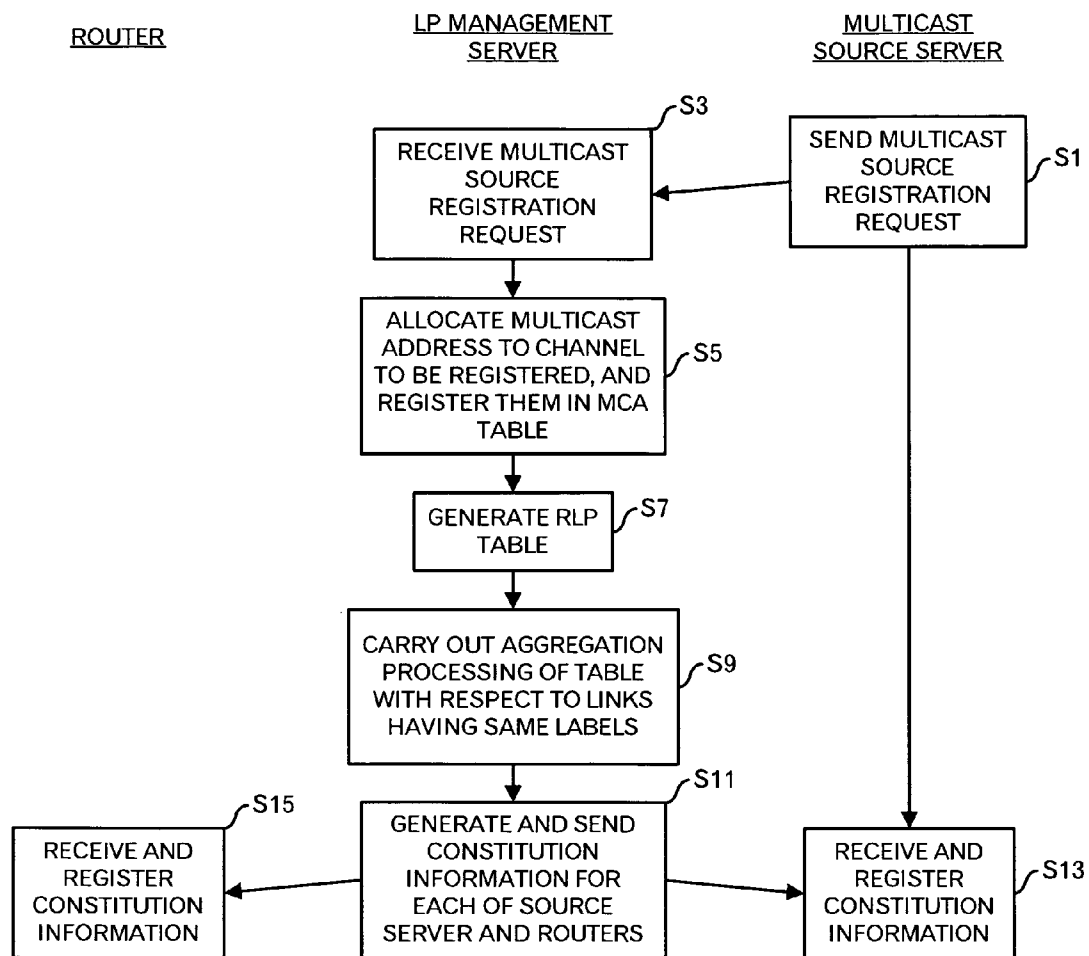 ROUTER
LP MANAGEMENT
SERVER
MULTICAST
SOURCE SERVER
S3
RECEIVE MULTICAST
SOURCE
REGISTRATION
REQUEST
SEND MULTICAST
SOURCE
REGISTRATION
REQUEST
S1
ALLOCATE MULTICAST
ADDRESS TO CHANNEL
TO BE REGISTERED, AND
REGISTER THEM IN MCA
TABLE
S5
GENERATE RLP
TABLE
S7
CARRY OUT AGGREGATION
PROCESSING OF TABLE
WITH RESPECT TO LINKS
HAVING SAME LABELS
S9
S15
RECEIVE AND
REGISTER
CONSTITUTION
INFORMATION
S11
GENERATE AND SEND
CONSTITUTION
INFORMATION FOR
EACH OF SOURCE
SERVER AND ROUTERS
RECEIVE AND
REGISTER
CONSTITUTION
INFORMATION
S13